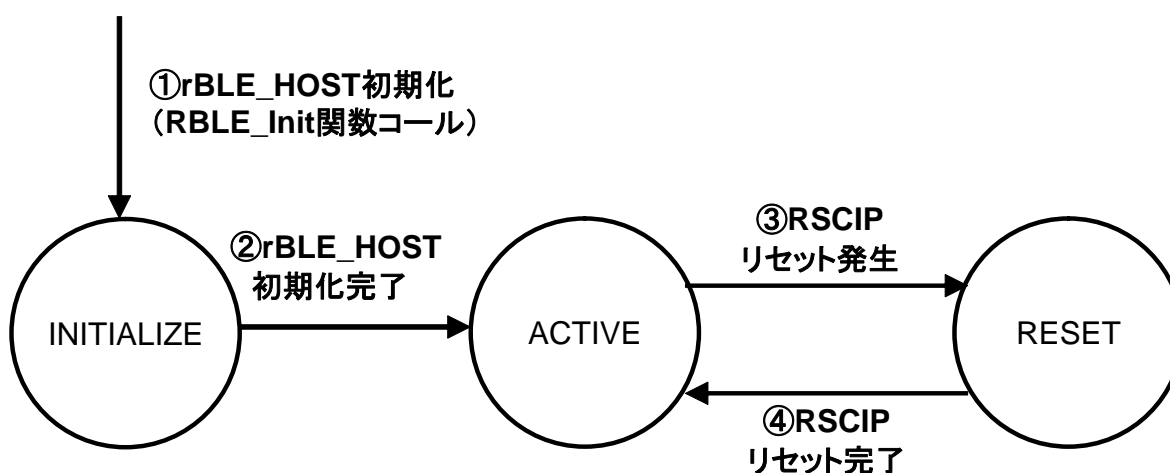 ①rBLE_HOST初期化
（RBLE_Init関数コール）
②rBLE_HOST
初期化完了
③RSCIP
リセット発生
INITIALIZE
ACTIVE
RESET
④RSCIP
リセット完了